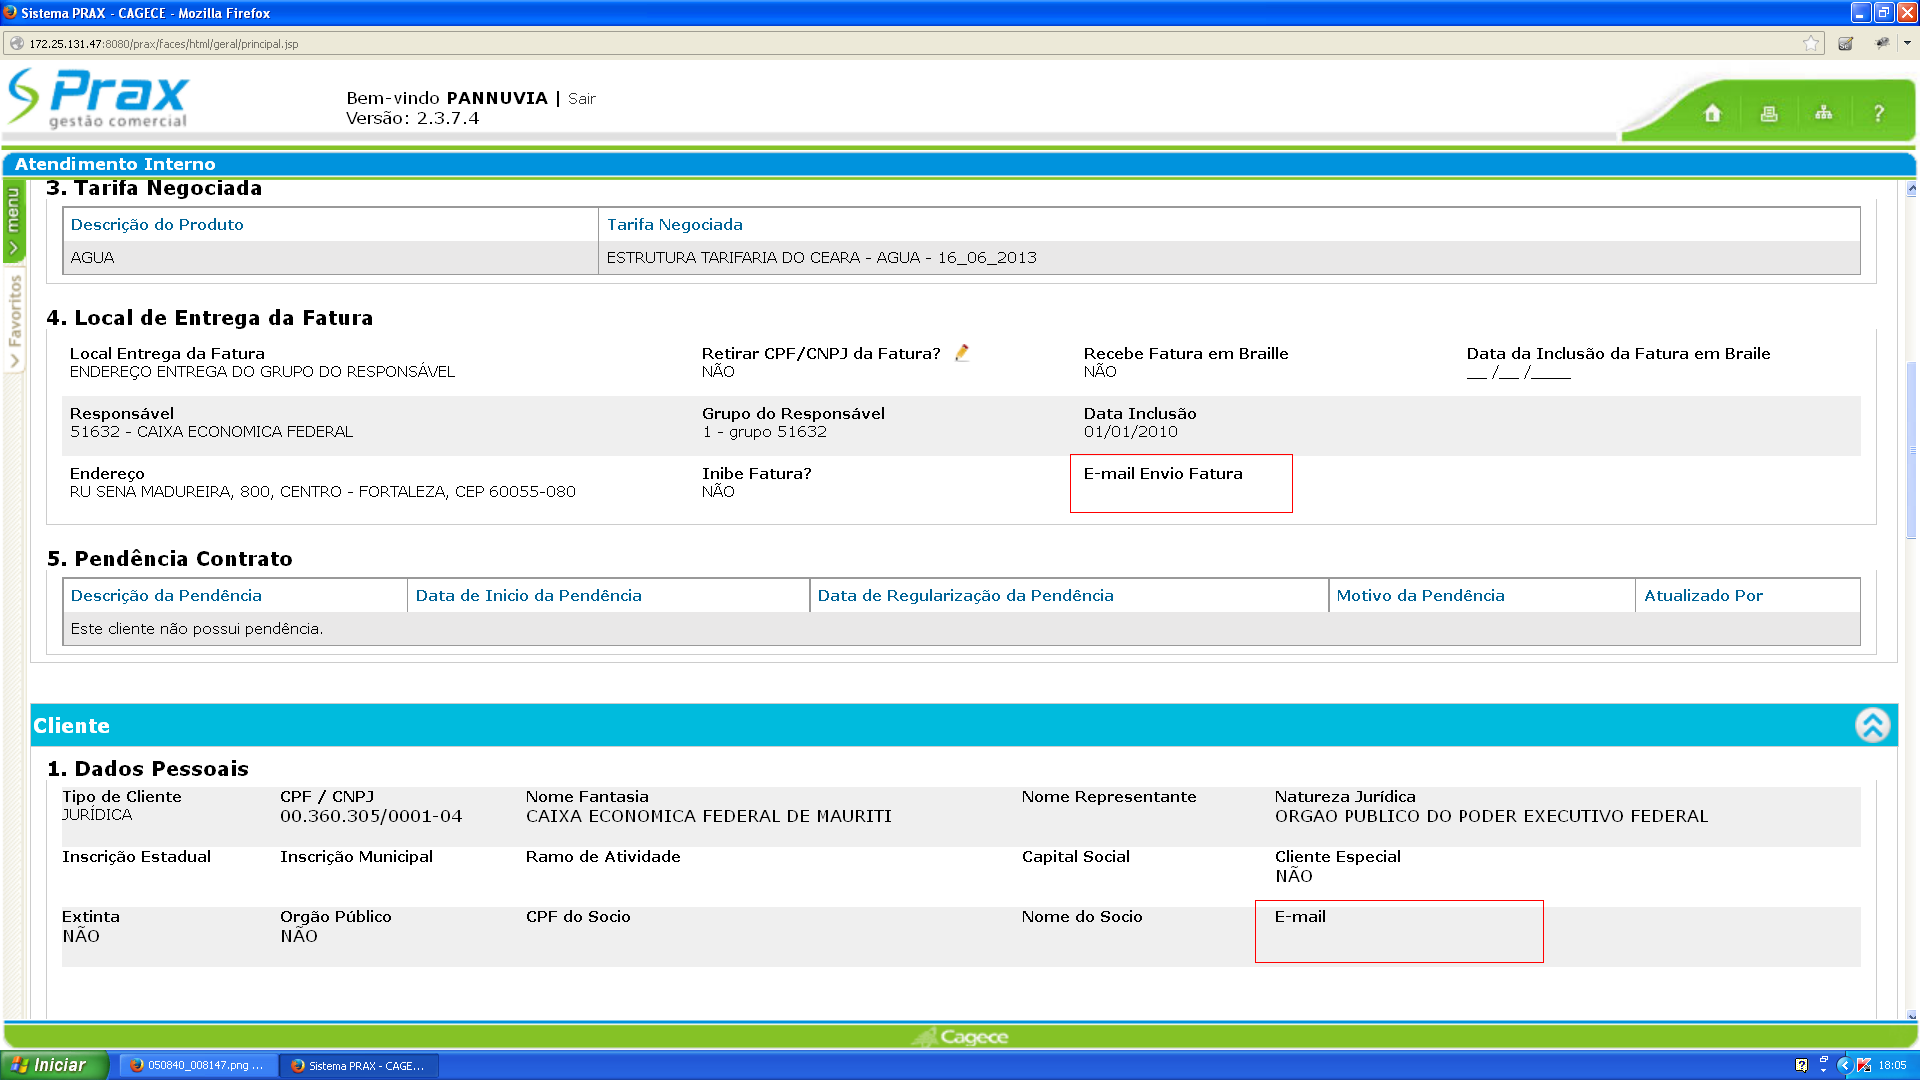 Sistema PRAX - CAGECE - Mozilla Firefox
172.25.131.47:8080/prax/faces/html/geral/principal.jsp
Prax
gestão comercial
Bem-vindo PANNUVIA | Sair
Versão: 2.3.7.4
?
Atendimento Interno
menu
Favoritos
3. Tarifa Negociada
Descrição do Produto Tarifa Negociada
AGUA ESTRUTURA TARIFARIA DO CEARA - AGUA - 16_06_2013
4. Local de Entrega da Fatura
Local Entrega da Fatura Retirar CPF/CNPJ da Fatura? Recebe Fatura em Braille Data da Inclusão da Fatura em Braile
ENDEREÇO ENTREGA DO GRUPO DO RESPONSÁVEL NÃO NÃO __ /__ /____
Responsável Grupo do Responsável Data Inclusão
51632 - CAIXA ECONOMICA FEDERAL 1 - grupo 51632 01/01/2010
Endereço Inibe Fatura? E-mail Envio Fatura
RU SENA MADUREIRA, 800, CENTRO - FORTALEZA, CEP 60055-080 NÃO
5. Pendência Contrato
Descrição da Pendência Data de Inicio da Pendência Data de Regularização da Pendência Motivo da Pendência Atualizado Por
Este cliente não possui pendência.
Cliente
1. Dados Pessoais
Tipo de Cliente CPF / CNPJ Nome Fantasia Nome Representante Natureza Jurídica
JURÍDICA 00.360.305/0001-04 CAIXA ECONOMICA FEDERAL DE MAURITI ORGAO PUBLICO DO PODER EXECUTIVO FEDERAL
Inscrição Estadual Inscrição Municipal Ramo de Atividade Capital Social Cliente Especial
NÃO
Extinta Orgão Público CPF do Socio Nome do Socio E-mail
NÃO NÃO
Cagece
Iniciar 050840_008147.png ... Sistema PRAX - CAGE... 18:05